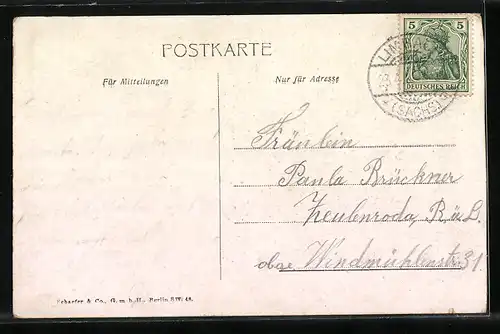 POSTKARTE
Für Mitteilungen
Nur für Adresse
5 5
DEUTSCHES REICH
(SACHS)
Fräulein
Paula Brückner
Zeulenroda, R. ä. L.
Windmühlenstr. 31.
Schaefer & Co., G. m. b. H., Berlin SW. 48.